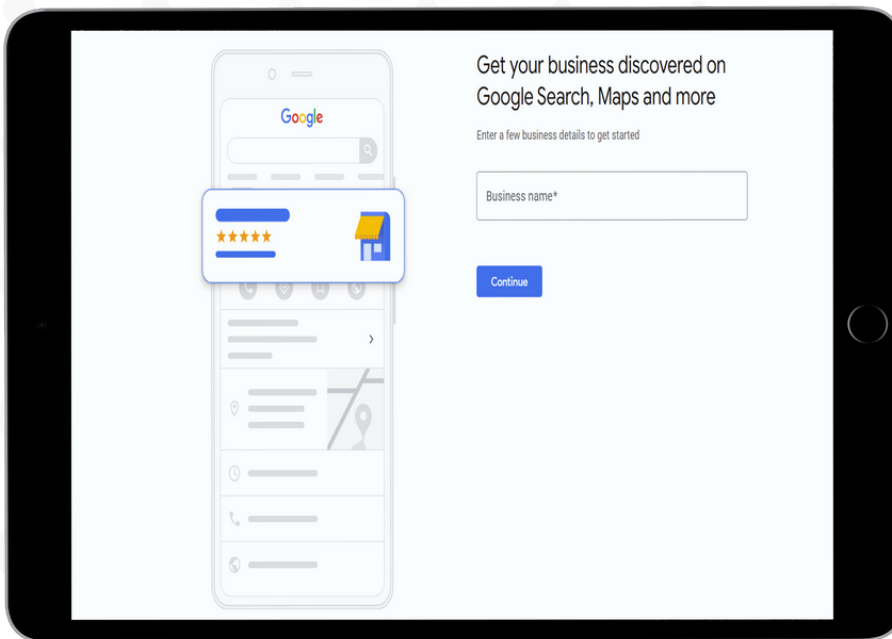 Google
Get your business discovered on
Google Search, Maps and more
Enter a few business details to get started
Business name*
Continue